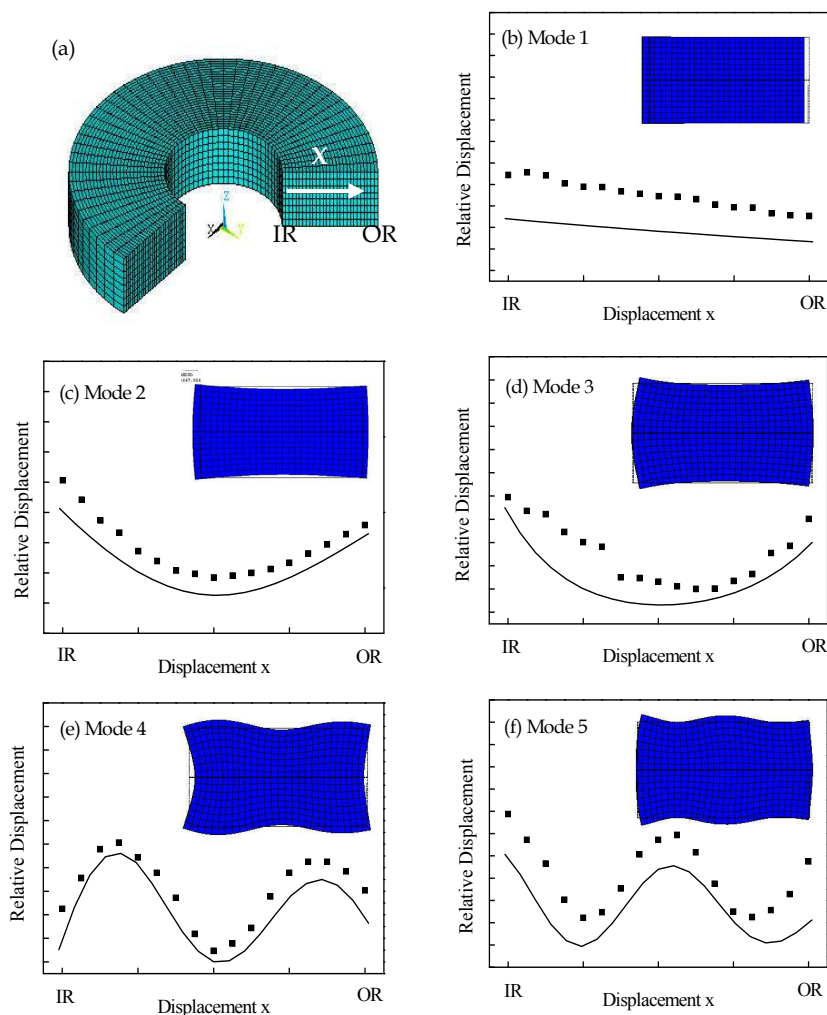 (a)
X
Z
X
Y
IR
OR
(b) Mode 1
Relative Displacement
IR
OR
Displacement x
(c) Mode 2
Relative Displacement
IR
OR
Displacement x
(d) Mode 3
Relative Displacement
IR
OR
Displacement x
(e) Mode 4
Relative Displacement
IR
OR
Displacement x
(f) Mode 5
Relative Displacement
IR
OR
Displacement x